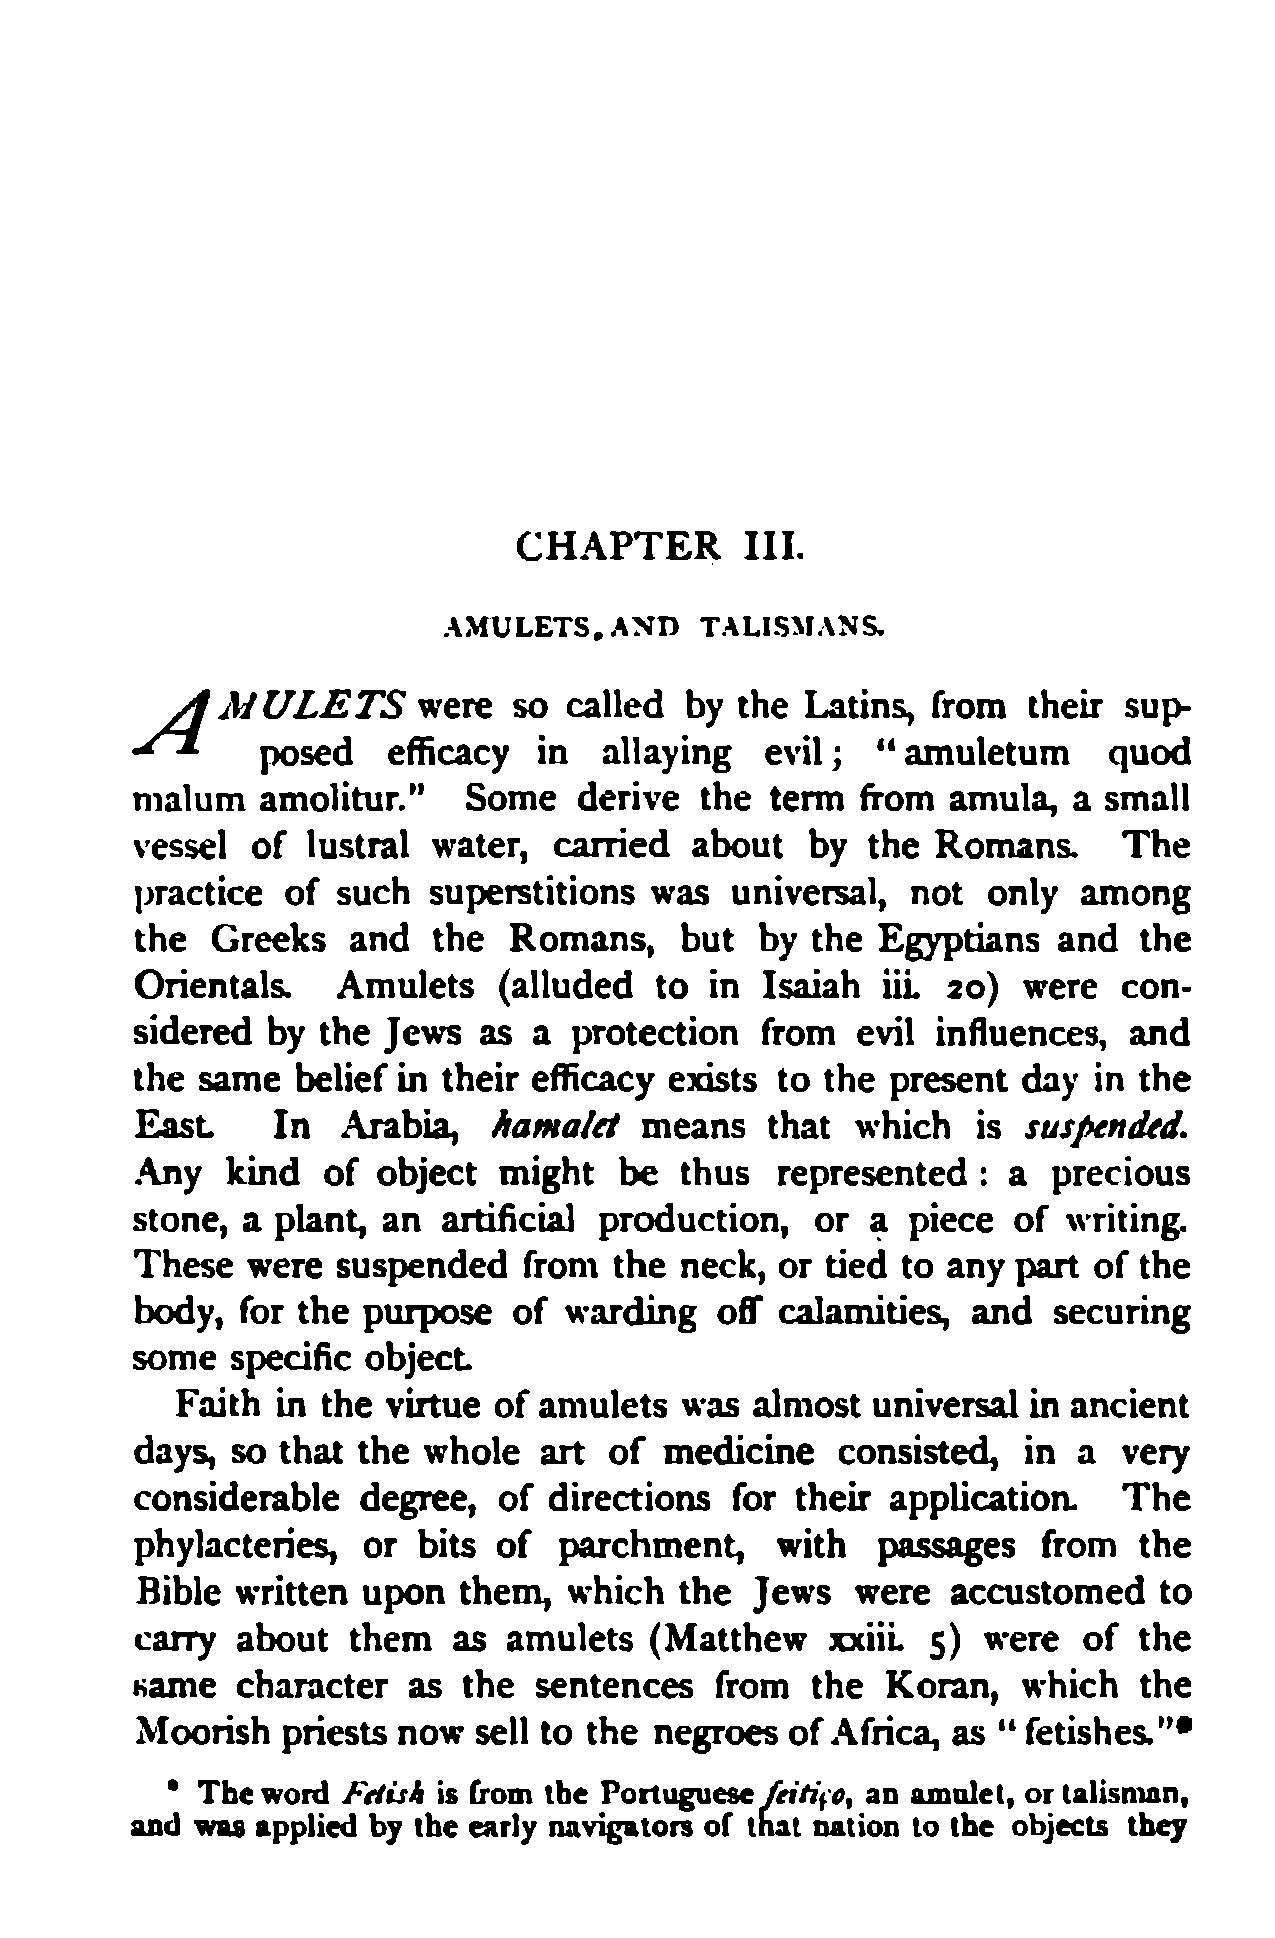 CHAPTER III.
AMULETS. AND TALISMANS.
AMULETS were so called by the Latins, from their sup-
posed efficacy in allaying evil; "amuletum quod
malum amolitur." Some derive the term from amula, a small
vessel of lustral water, carried about by the Romans. The
practice of such superstitions was universal, not only among
the Greeks and the Romans, but by the Egyptians and the
Orientals. Amulets (alluded to in Isaiah iii. 20) were con-
sidered by the Jews as a protection from evil influences, and
the same belief in their efficacy exists to the present day in the
East. In Arabia, hamalet means that which is suspended.
Any kind of object might be thus represented: a precious
stone, a plant, an artificial production, or a piece of writing.
These were suspended from the neck, or tied to any part of the
body, for the purpose of warding off calamities, and securing
some specific object.
Faith in the virtue of amulets was almost universal in ancient
days, so that the whole art of medicine consisted, in a very
considerable degree, of directions for their application. The
phylacteries, or bits of parchment, with passages from the
Bible written upon them, which the Jews were accustomed to
carry about them as amulets (Matthew xxiii. 5) were of the
same character as the sentences from the Koran, which the
Moorish priests now sell to the negroes of Africa, as "fetishes."*
* The word Fetish is from the Portuguese feitiço, an amulet, or talisman,
and was applied by the early navigators of that nation to the objects they